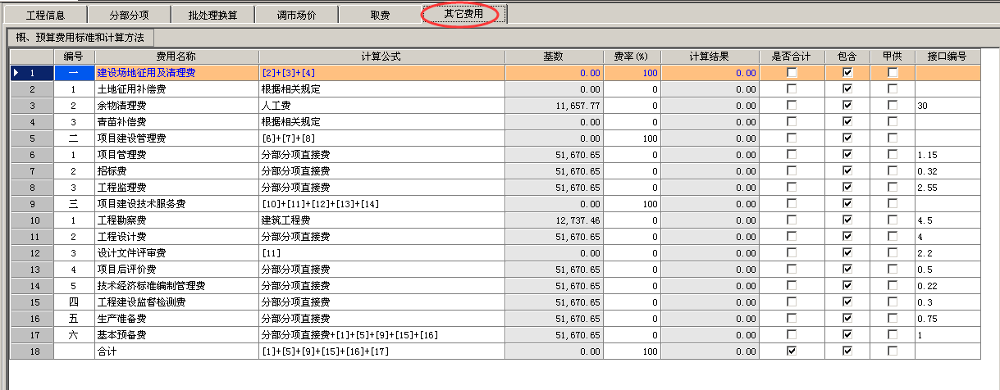 工程信息 分部分项 批处理换算 调市场价 取费 其它费用
概、预算费用标准和计算方法
编号 费用名称 计算公式 基数 费率(%) 计算结果 是否合计 包含 甲供 接口编号
1 一 建设场地征用及清理费 [2]+[3]+[4] 0.00 100 0.00
2 1 土地征用补偿费 根据相关规定 0.00 0 0.00
3 2 余物清理费 人工费 11,657.77 0 0.00 30
4 3 青苗补偿费 根据相关规定 0.00 0 0.00
5 二 项目建设管理费 [6]+[7]+[8] 0.00 100 0.00
6 1 项目管理费 分部分项直接费 51,670.65 0 0.00 1.15
7 2 招标费 分部分项直接费 51,670.65 0 0.00 0.32
8 3 工程监理费 分部分项直接费 51,670.65 0 0.00 2.55
9 三 项目建设技术服务费 [10]+[11]+[12]+[13]+[14] 0.00 100 0.00
10 1 工程勘察费 建筑工程费 12,737.46 0 0.00 4.5
11 2 工程设计费 分部分项直接费 51,670.65 0 0.00 4
12 3 设计文件评审费 [11] 0.00 0 0.00 2.2
13 4 项目后评价费 分部分项直接费 51,670.65 0 0.00 0.5
14 5 技术经济标准编制管理费 分部分项直接费 51,670.65 0 0.00 0.22
15 四 工程建设监督检测费 分部分项直接费 51,670.65 0 0.00 0.3
16 五 生产准备费 分部分项直接费 51,670.65 0 0.00 0.75
17 六 基本预备费 分部分项直接费+[1]+[5]+[9]+[15]+[16] 51,670.65 0 0.00 1
18 合计 [1]+[5]+[9]+[15]+[16]+[17] 0.00 100 0.00